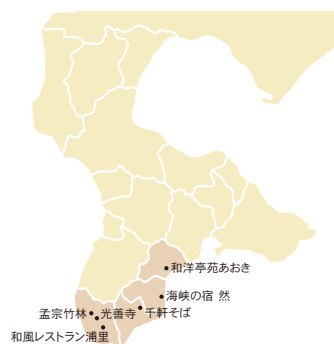 和洋亭苑あおき
海峡の宿 然
孟宗竹林 光善寺 千軒そば
和風レストラン浦里